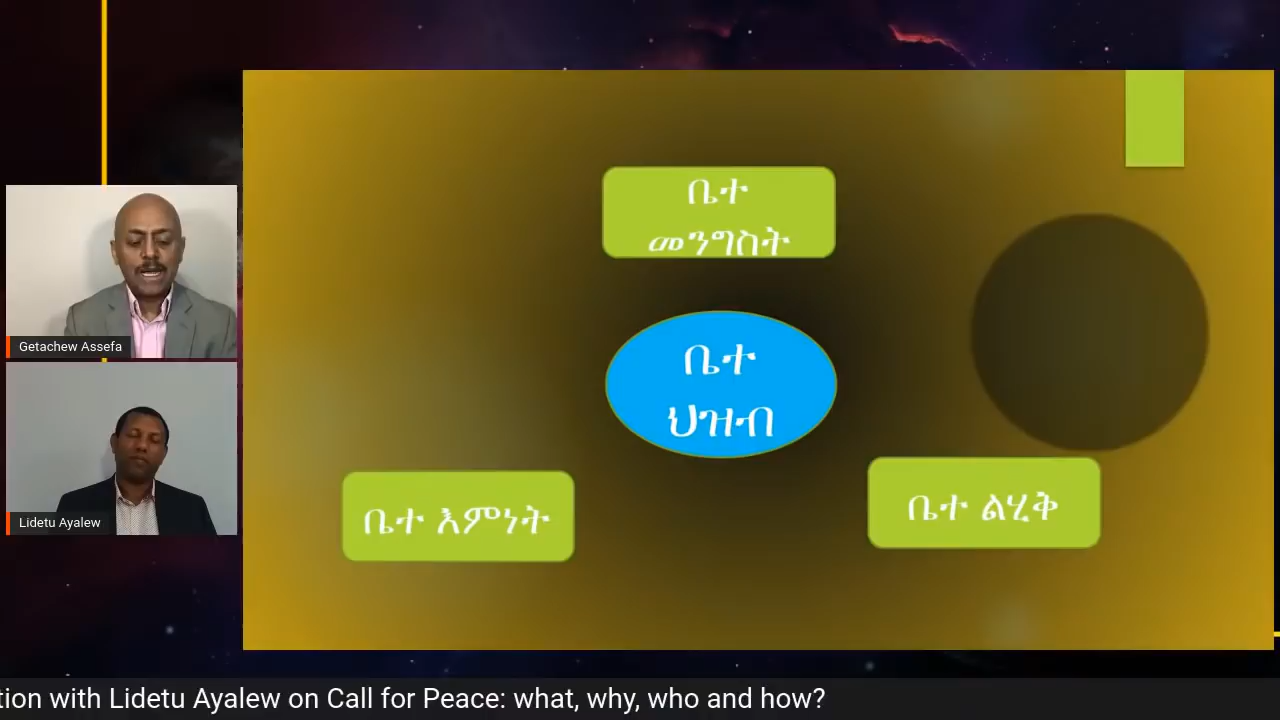 ቤተ
መንግስት
ቤተ
ህዝብ
ቤተ እምነት
ቤተ ልሂቅ
Getachew Assefa
Lidetu Ayalew
tion with Lidetu Ayalew on Call for Peace: what, why, who and how?